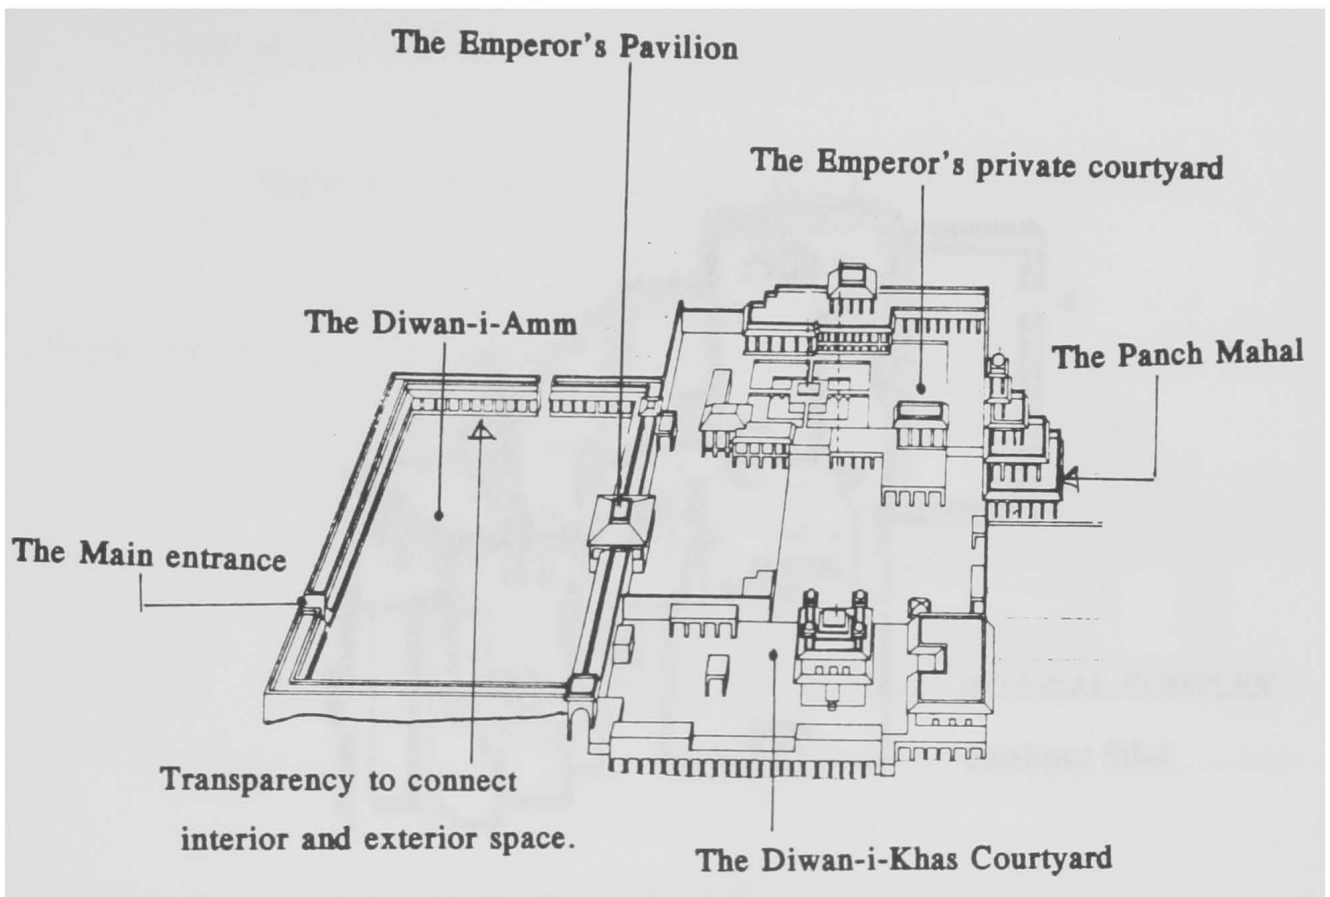 The Emperor's Pavilion
The Emperor's private courtyard
The Diwan-i-Amm
The Panch Mahal
The Main entrance
Transparency to connect
interior and exterior space.
The Diwan-i-Khas Courtyard